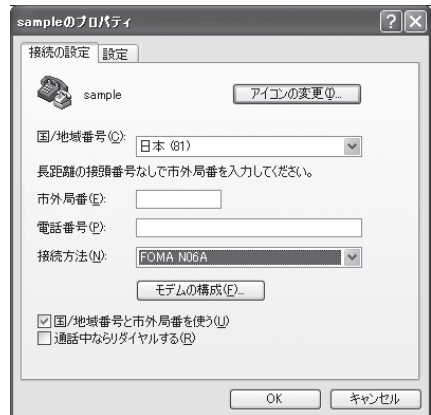 sampleのプロパティ
接続の設定 設定
sample アイコンの変更(I)...
国/地域番号(C): 日本 (81)
長距離の接頭番号なしで市外局番を入力してください。
市外局番(E):
電話番号(P):
接続方法(N): FOMA N06A
モデムの構成(F)...
国/地域番号と市外局番を使う(U)
通話中ならリダイヤルする(R)
OK キャンセル